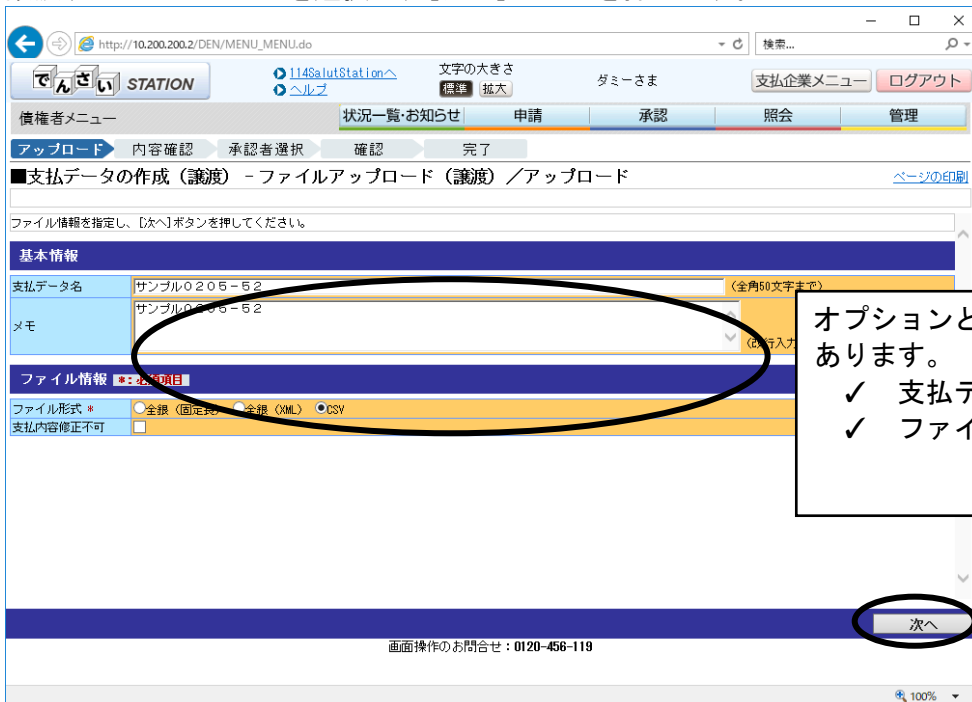 http://10.200.200.2/DEN/MENU_MENU.do
検索...
でんさい STATION
114SalutStationへ
ヘルプ
文字の大きさ
標準 拡大
ダミーさま
支払企業メニュー ログアウト
債権者メニュー 状況一覧・お知らせ 申請 承認 照会 管理
アップロード 内容確認 承認者選択 確認 完了
■支払データの作成（譲渡）－ファイルアップロード（譲渡）／アップロード
ページの印刷
ファイル情報を指定し、[次へ]ボタンを押してください。
基本情報
支払データ名 サンプル０２０５－５２ （全角50文字まで）
メモ サンプル０２０５－５２
（改行入力
ファイル情報 *：必須項目
ファイル形式 * 全銀（固定長） 全銀（XML） CSV
支払内容修正不可
オプションと
あります。
✓ 支払デ
✓ ファイ
次へ
画面操作のお問合せ：0120-456-119
100%